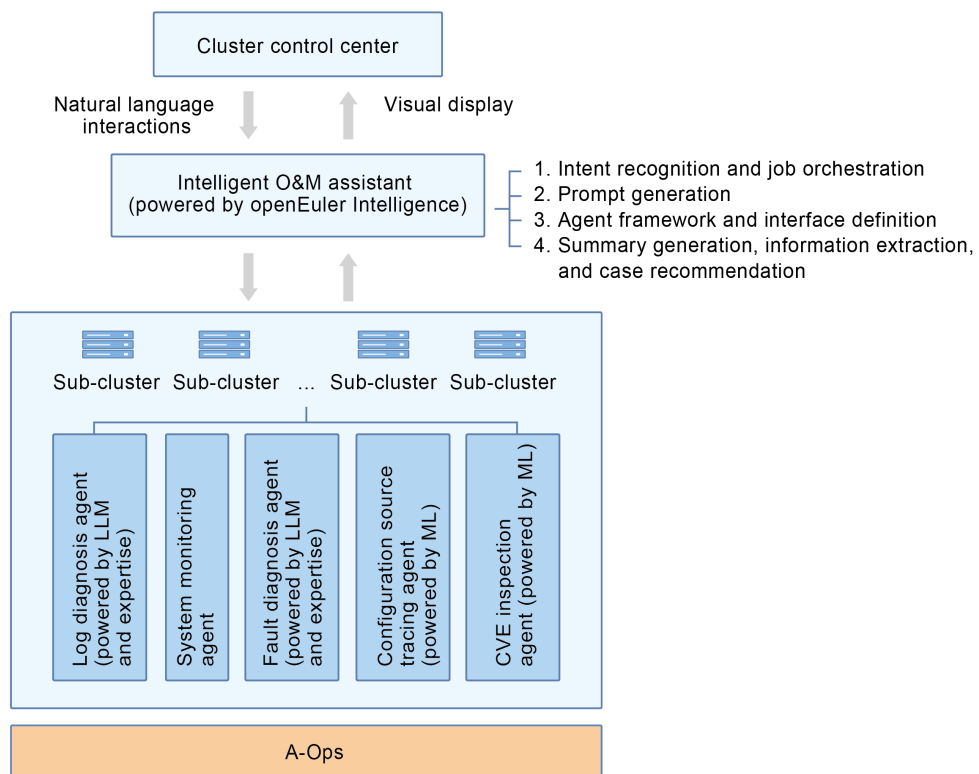 Cluster control center
Natural language
interactions
Visual display
Intelligent O&M assistant
(powered by openEuler Intelligence)
1. Intent recognition and job orchestration
2. Prompt generation
3. Agent framework and interface definition
4. Summary generation, information extraction,
and case recommendation
Sub-cluster Sub-cluster ... Sub-cluster Sub-cluster
Log diagnosis agent
(powered by LLM
and expertise)
System monitoring
agent
Fault diagnosis agent
(powered by LLM
and expertise)
Configuration source
tracing agent
(powered by ML)
CVE inspection
agent (powered by ML)
A-Ops